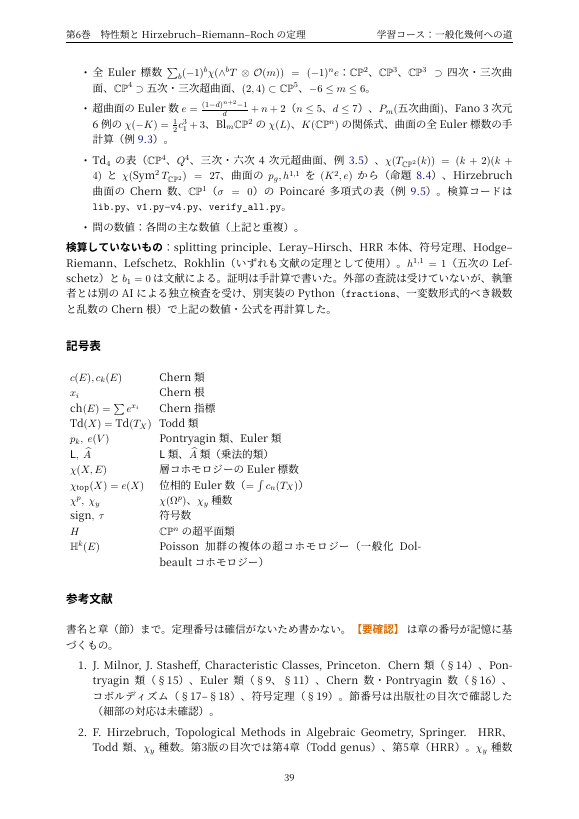 第6巻 特性類と Hirzebruch–Riemann–Roch の定理 学習コース：一般化幾何への道
• 全 Euler 標数 ∑_b(−1)^b χ(∧^b T ⊗ O(m)) = (−1)^n e：ℂℙ²、ℂℙ³、ℂℙ³ ⊃ 四次・三次曲
面、ℂℙ⁴ ⊃ 五次・三次超曲面、(2, 4) ⊂ ℂℙ⁵、−6 ≤ m ≤ 6。
• 超曲面の Euler 数 e = ((1−d)^{n+2}−1)/d + n + 2（n ≤ 5、d ≤ 7）、P_m(五次曲面)、Fano 3 次元
6 例の χ(−K) = ½c₁³ + 3、Bl_mℂℙ² の χ(L)、K(ℂℙⁿ) の関係式、曲面の全 Euler 標数の手
計算（例 9.3）。
• Td₄ の表（ℂℙ⁴、Q⁴、三次・六次 4 次元超曲面、例 3.5）、χ(T_{ℂℙ²}(k)) = (k + 2)(k +
4) と χ(Sym² T_{ℂℙ²}) = 27、曲面の p_g, h^{1,1} を (K², e) から（命題 8.4）、Hirzebruch
曲面の Chern 数、ℂℙ¹（σ = 0）の Poincaré 多項式の表（例 9.5）。検算コードは
lib.py、v1.py–v4.py、verify_all.py。
• 問の数値：各問の主な数値（上記と重複）。
検算していないもの：splitting principle、Leray–Hirsch、HRR 本体、符号定理、Hodge–
Riemann、Lefschetz、Rokhlin（いずれも文献の定理として使用）。h^{1,1} = 1（五次の Lef-
schetz）と b₁ = 0 は文献による。証明は手計算で書いた。外部の査読は受けていないが、執筆
者とは別の AI による独立検査を受け、別実装の Python（fractions、一変数形式的べき級数
と乱数の Chern 根）で上記の数値・公式を再計算した。
記号表
c(E), c_k(E) Chern 類
x_i Chern 根
ch(E) = ∑ e^{x_i} Chern 指標
Td(X) = Td(T_X) Todd 類
p_k, e(V) Pontryagin 類、Euler 類
L, Â L 類、Â 類（乗法的類）
χ(X, E) 層コホモロジーの Euler 標数
χ_top(X) = e(X) 位相的 Euler 数（= ∫ c_n(T_X)）
χ^p, χ_y χ(Ω^p)、χ_y 種数
sign, τ 符号数
H ℂℙⁿ の超平面類
ℍ^k(E) Poisson 加群の複体の超コホモロジー（一般化 Dol-
beault コホモロジー）
参考文献
書名と章（節）まで。定理番号は確信がないため書かない。【要確認】 は章の番号が記憶に基
づくもの。
1. J. Milnor, J. Stasheff, Characteristic Classes, Princeton. Chern 類（§14）、Pon-
tryagin 類（§15）、Euler 類（§9、§11）、Chern 数・Pontryagin 数（§16）、
コボルディズム（§17–§18）、符号定理（§19）。節番号は出版社の目次で確認した
（細部の対応は未確認）。
2. F. Hirzebruch, Topological Methods in Algebraic Geometry, Springer. HRR、
Todd 類、χ_y 種数。第3版の目次では第4章（Todd genus）、第5章（HRR）。χ_y 種数
39